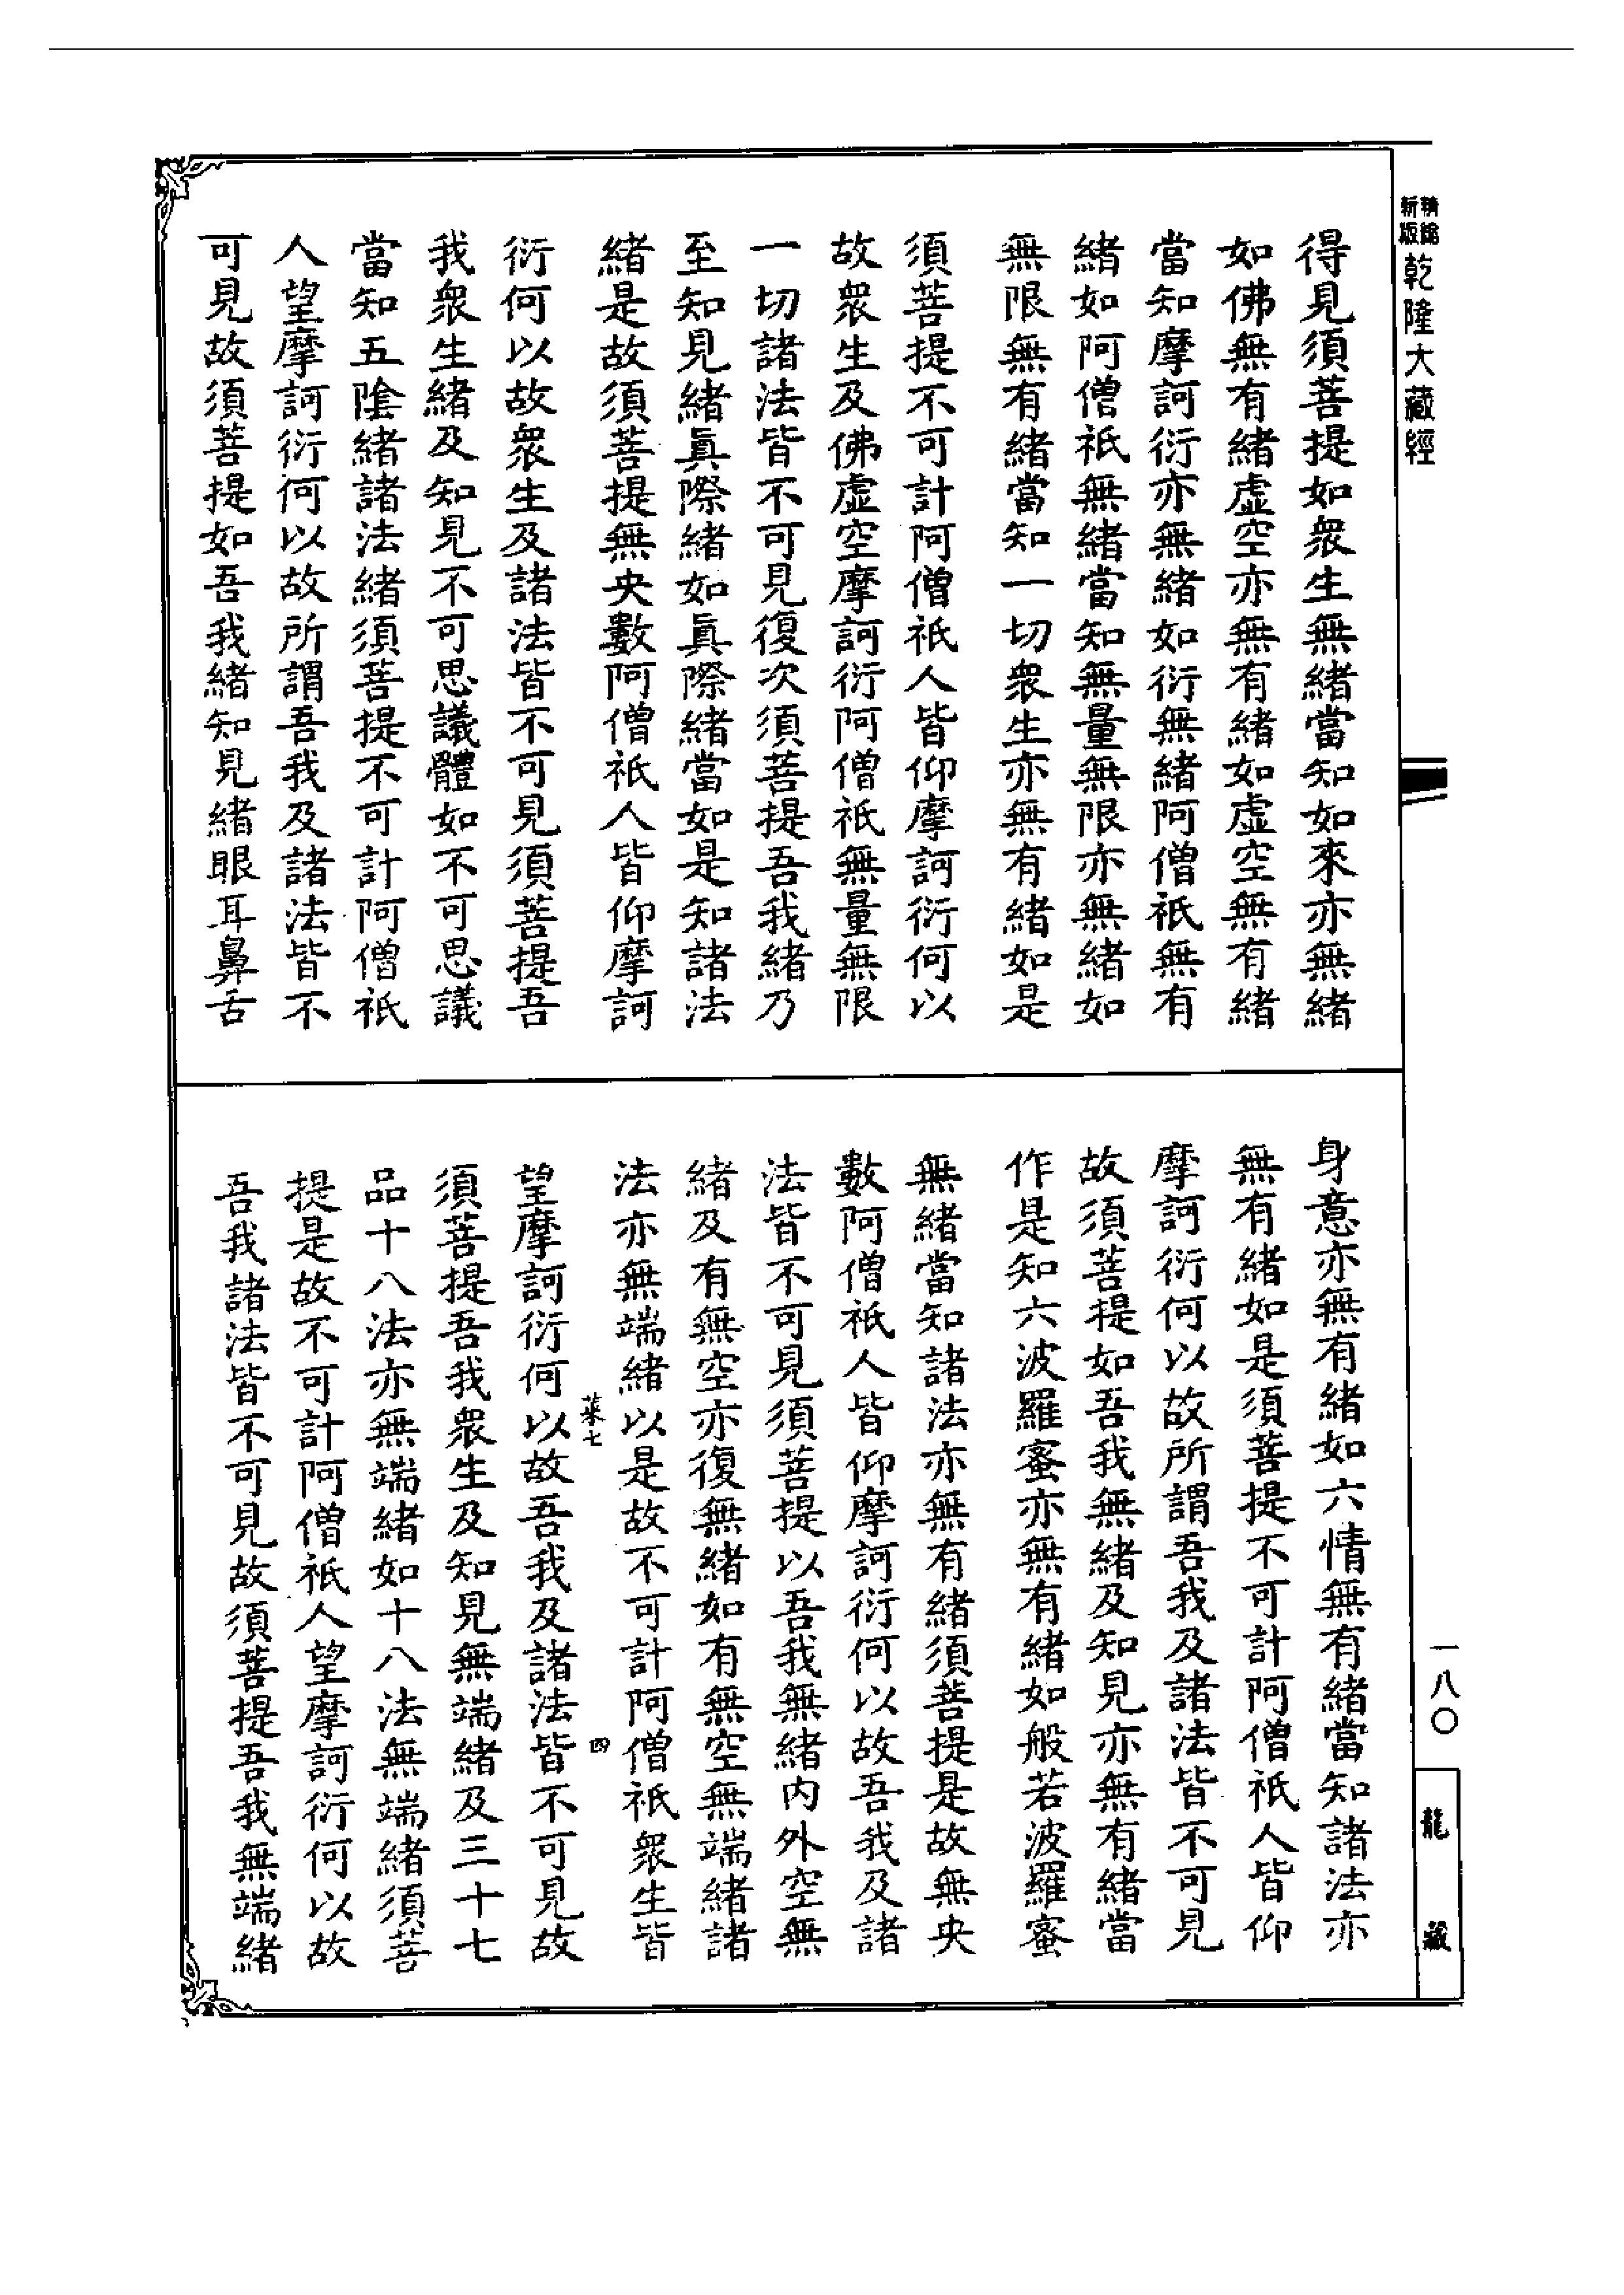 精編
新版
乾隆大藏經
得見須菩提如衆生無緒當知如來亦無緒
如佛無有緒虛空亦無有緒如虛空無有緒
當知摩訶衍亦無緒如衍無緒阿僧祇無有
緒如阿僧祇無緒當知無量無限亦無緒如
無限無有緒當知一切衆生亦無有緒如是
須菩提不可計阿僧祇人皆仰摩訶衍何以
故衆生及佛虛空摩訶衍阿僧祇無量無限
一切諸法皆不可見復次須菩提吾我緒乃
至知見緒眞際緒如眞際緒當如是知諸法
緒是故須菩提無央數阿僧祇人皆仰摩訶
衍何以故衆生及諸法皆不可見須菩提吾
我衆生緒及知見不可思議體如不可思議
當知五陰緒諸法緒須菩提不可計阿僧祇
人望摩訶衍何以故所謂吾我及諸法皆不
可見故須菩提如吾我緒知見緒眼耳鼻舌
身意亦無有緒如六情無有緒當知諸法亦
無有緒如是須菩提不可計阿僧祇人皆仰
摩訶衍何以故所謂吾我及諸法皆不可見
故須菩提如吾我無緒及知見亦無有緒當
作是知六波羅蜜亦無有緒如般若波羅蜜
無緒當知諸法亦無有緒須菩提是故無央
數阿僧祇人皆仰摩訶衍何以故吾我及諸
法皆不可見須菩提以吾我無緒内外空無
緒及有無空亦復無緒如有無空無端緒諸
法亦無端緒以是故不可計阿僧祇衆生皆
菜七
四
望摩訶衍何以故吾我及諸法皆不可見故
須菩提吾我衆生及知見無端緒及三十七
品十八法亦無端緒如十八法無端緒須菩
提是故不可計阿僧祇人望摩訶衍何以故
吾我諸法皆不可見故須菩提吾我無端緒
一八〇
龍藏